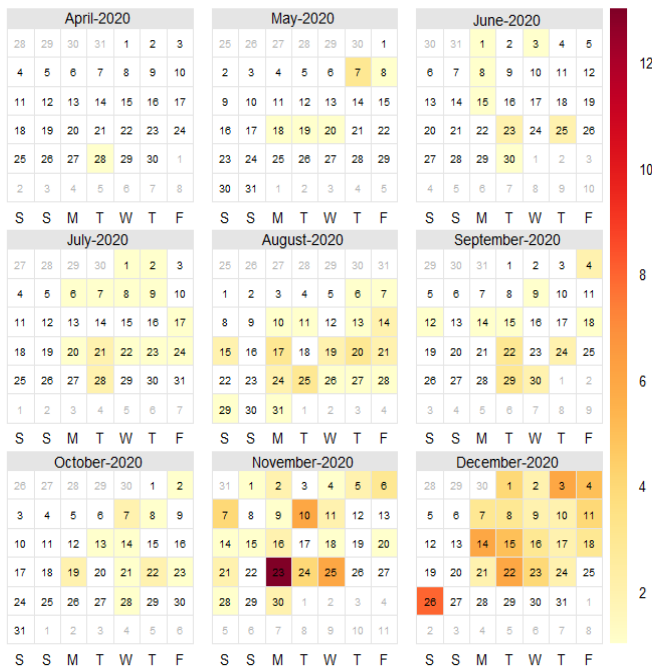 April-2020
28 29 30 31 1 2 3
4 5 6 7 8 9 10
11 12 13 14 15 16 17
18 19 20 21 22 23 24
25 26 27 28 29 30 1
2 3 4 5 6 7 8
S S M T W T F
May-2020
25 26 27 28 29 30 1
2 3 4 5 6 7 8
9 10 11 12 13 14 15
16 17 18 19 20 21 22
23 24 25 26 27 28 29
30 31 1 2 3 4 5
S S M T W T F
June-2020
30 31 1 2 3 4 5
6 7 8 9 10 11 12
13 14 15 16 17 18 19
20 21 22 23 24 25 26
27 28 29 30 1 2 3
4 5 6 7 8 9 10
S S M T W T F
July-2020
27 28 29 30 1 2 3
4 5 6 7 8 9 10
11 12 13 14 15 16 17
18 19 20 21 22 23 24
25 26 27 28 29 30 31
1 2 3 4 5 6 7
S S M T W T F
August-2020
25 26 27 28 29 30 31
1 2 3 4 5 6 7
8 9 10 11 12 13 14
15 16 17 18 19 20 21
22 23 24 25 26 27 28
29 30 31 1 2 3 4
S S M T W T F
September-2020
29 30 31 1 2 3 4
5 6 7 8 9 10 11
12 13 14 15 16 17 18
19 20 21 22 23 24 25
26 27 28 29 30 1 2
3 4 5 6 7 8 9
S S M T W T F
October-2020
26 27 28 29 30 1 2
3 4 5 6 7 8 9
10 11 12 13 14 15 16
17 18 19 20 21 22 23
24 25 26 27 28 29 30
31 1 2 3 4 5 6
S S M T W T F
November-2020
31 1 2 3 4 5 6
7 8 9 10 11 12 13
14 15 16 17 18 19 20
21 22 23 24 25 26 27
28 29 30 1 2 3 4
5 6 7 8 9 10 11
S S M T W T F
December-2020
28 29 30 1 2 3 4
5 6 7 8 9 10 11
12 13 14 15 16 17 18
19 20 21 22 23 24 25
26 27 28 29 30 31 1
2 3 4 5 6 7 8
S S M T W T F
12
10
8
6
4
2